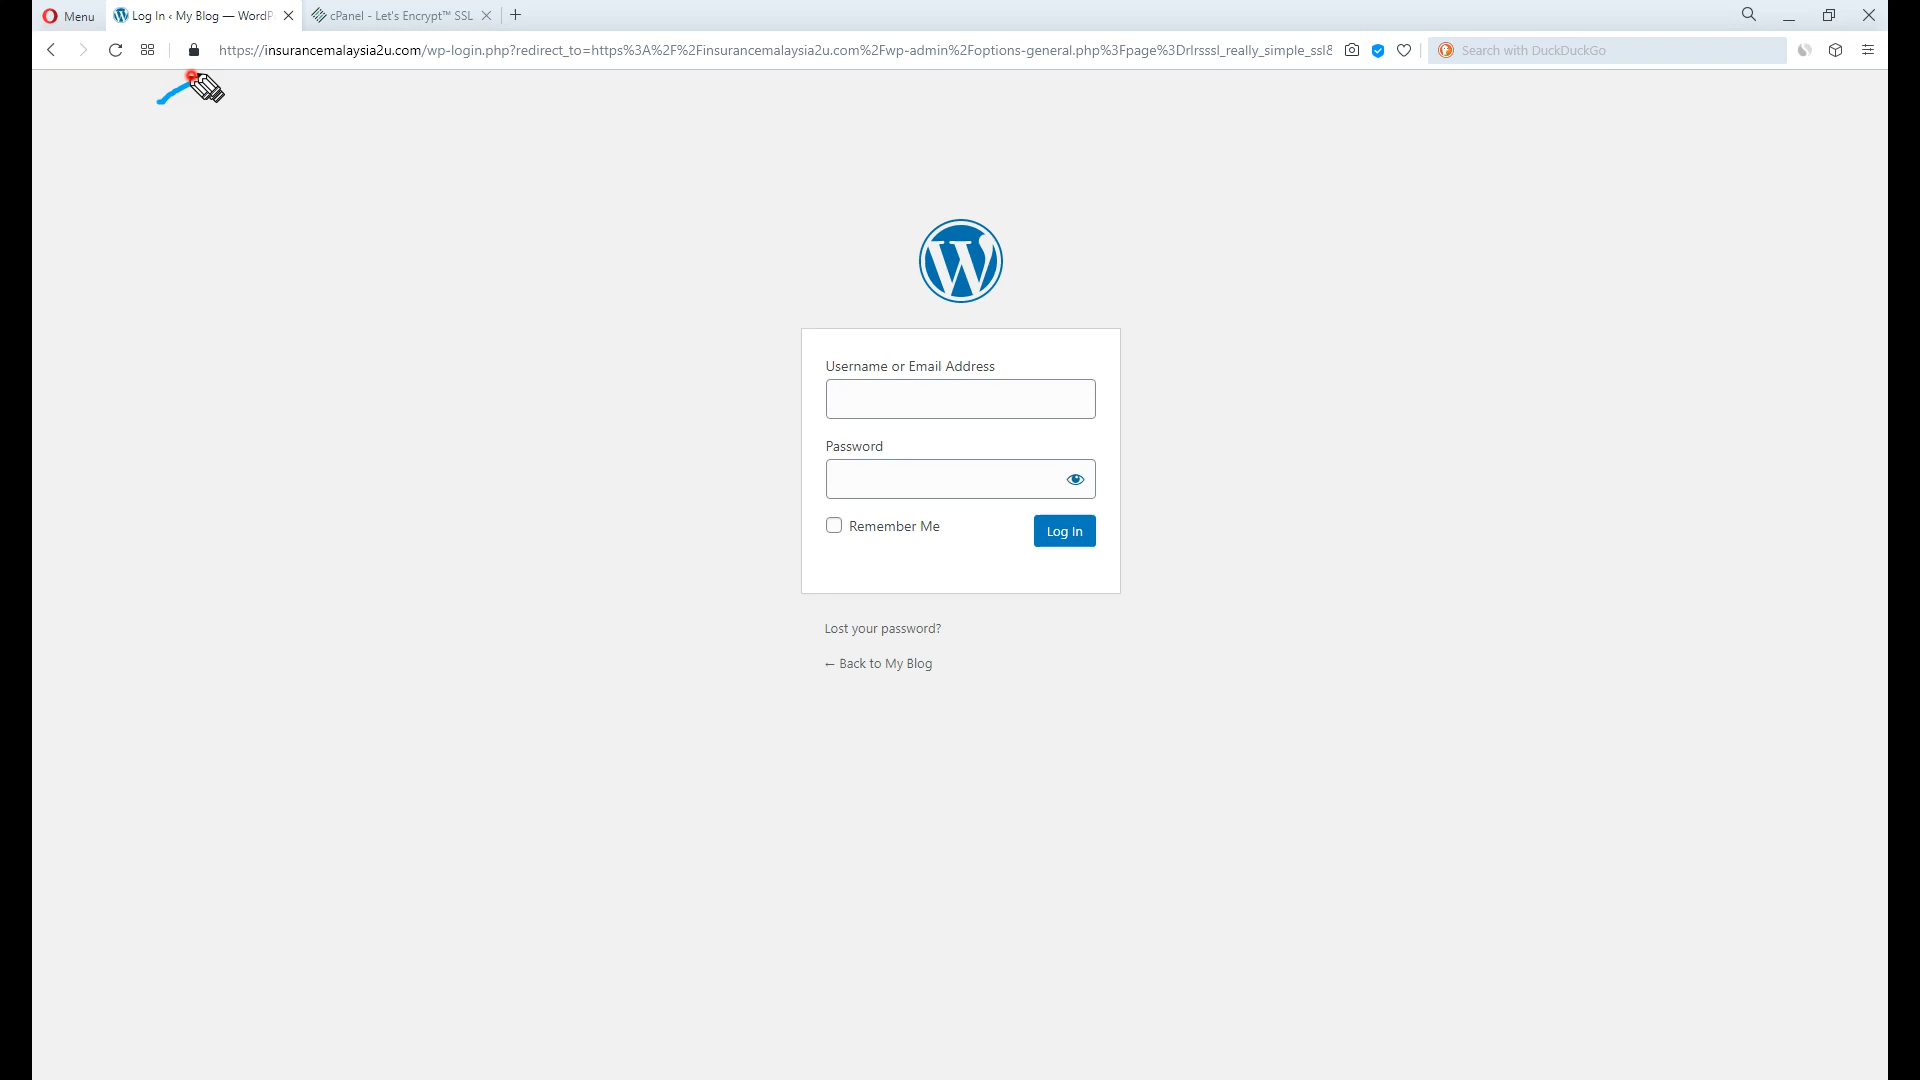 Menu
Log In ‹ My Blog — WordP
cPanel - Let's Encrypt™ SSL
https://insurancemalaysia2u.com/wp-login.php?redirect_to=https%3A%2F%2Finsurancemalaysia2u.com%2Fwp-admin%2Foptions-general.php%3Fpage%3Drlrsssl_really_simple_ssl&
Search with DuckDuckGo
Username or Email Address
Password
Remember Me
Log In
Lost your password?
← Back to My Blog